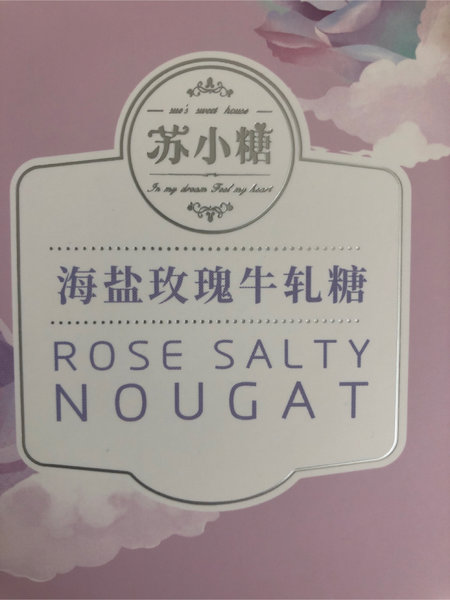 sue's sweet house
苏小糖
In my dream Feel my heart
海盐玫瑰牛轧糖
ROSE SALTY
NOUGAT